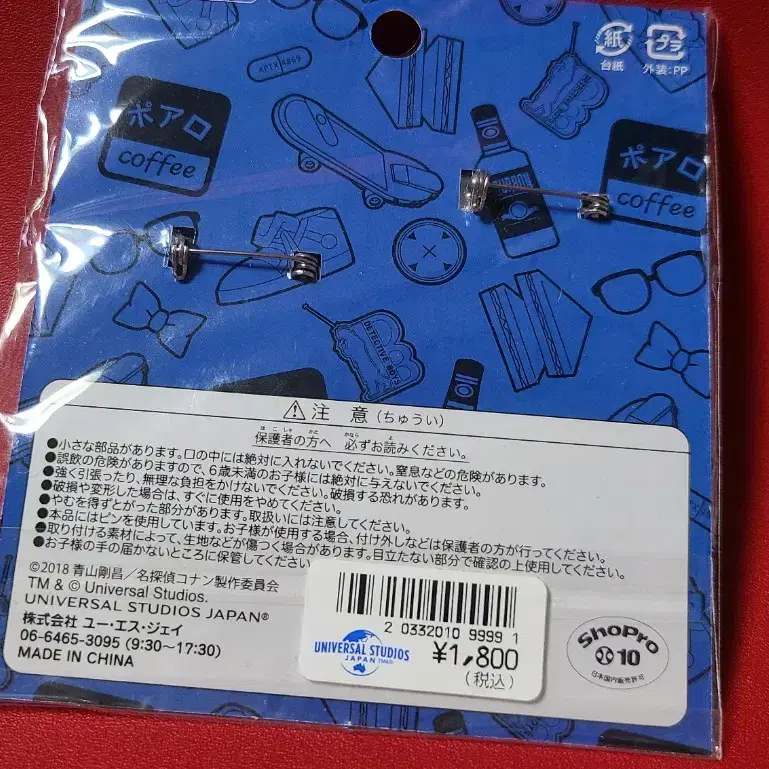 紙
台紙
プラ
外装:PP
APTX 4869
ポアロ
coffee
BOURBON
ポアロ
coffee
DETECTIVE BOYS
⚠注 意(ちゅうい)
ほごしゃ かた かなら よ
保護者の方へ 必ずお読みください。
●小さな部品があります。口の中には絶対に入れないでください。窒息などの危険があります。
●誤飲の危険がありますので、6歳未満のお子様には絶対に与えないでください。
●強く引張ったり、無理な負担をかけないでください。破損する恐れがあります。
●破損や変形した場合は、すぐに使用をやめてください。
●やむを得ずとがった部分があります。取扱いには注意してください。
●本品にはピンを使用しています。お子様が使用する場合、付け外しなどは保護者の方が行ってください。
●取り付ける素材によって、生地などが傷つく場合があります。目立たない部分で確認の上使用してください。
●お子様の手の届かないところに保管してください
©2018 青山剛昌/名探偵コナン製作委員会
TM & © Universal Studios.
UNIVERSAL STUDIOS JAPAN®
株式会社 ユー・エス・ジェイ
06-6465-3095 (9:30〜17:30)
MADE IN CHINA
2 0332010 9999 1
UNIVERSAL STUDIOS
JAPAN
¥1,800
(税込)
ShoPro
10
日本国内販売許可